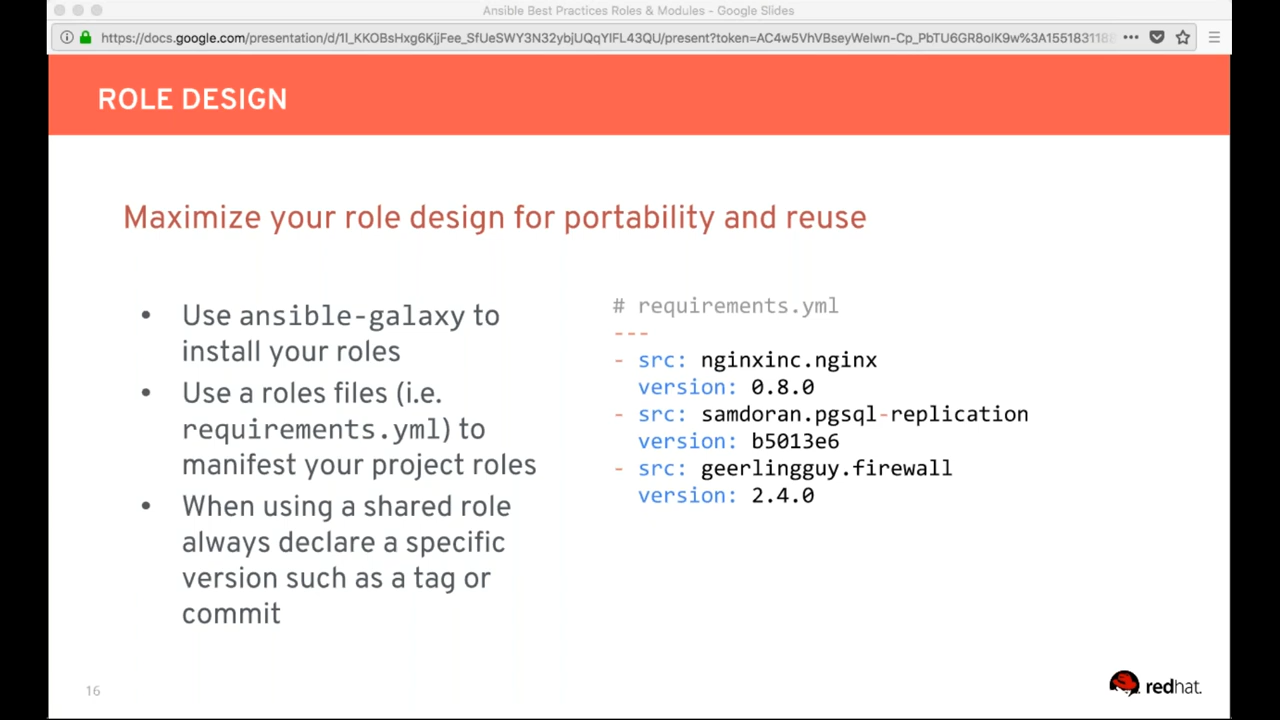 Ansible Best Practices Roles & Modules - Google Slides
ROLE DESIGN
Maximize your role design for portability and reuse
• Use ansible-galaxy to
install your roles
• Use a roles files (i.e.
requirements.yml) to
manifest your project roles
• When using a shared role
always declare a specific
version such as a tag or
commit
# requirements.yml
---
- src: nginxinc.nginx
version: 0.8.0
- src: samdoran.pgsql-replication
version: b5013e6
- src: geerlingguy.firewall
version: 2.4.0
16
redhat.